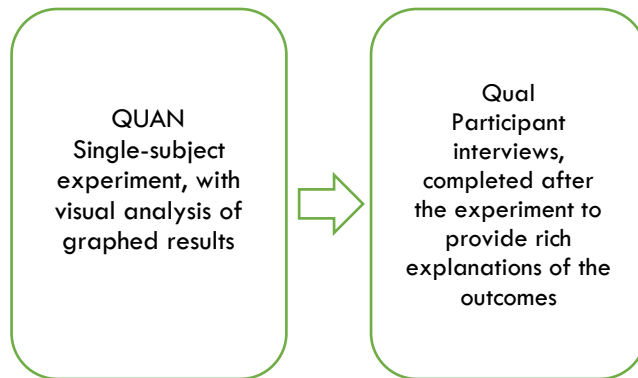 QUAN
Single-subject
experiment, with
visual analysis of
graphed results
Qual
Participant
interviews,
completed after
the experiment to
provide rich
explanations of the
outcomes